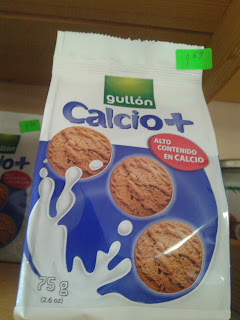 gullón
Calcio+
ALTO
CONTENIDO
EN CALCIO
75 g
(2.6 oz)